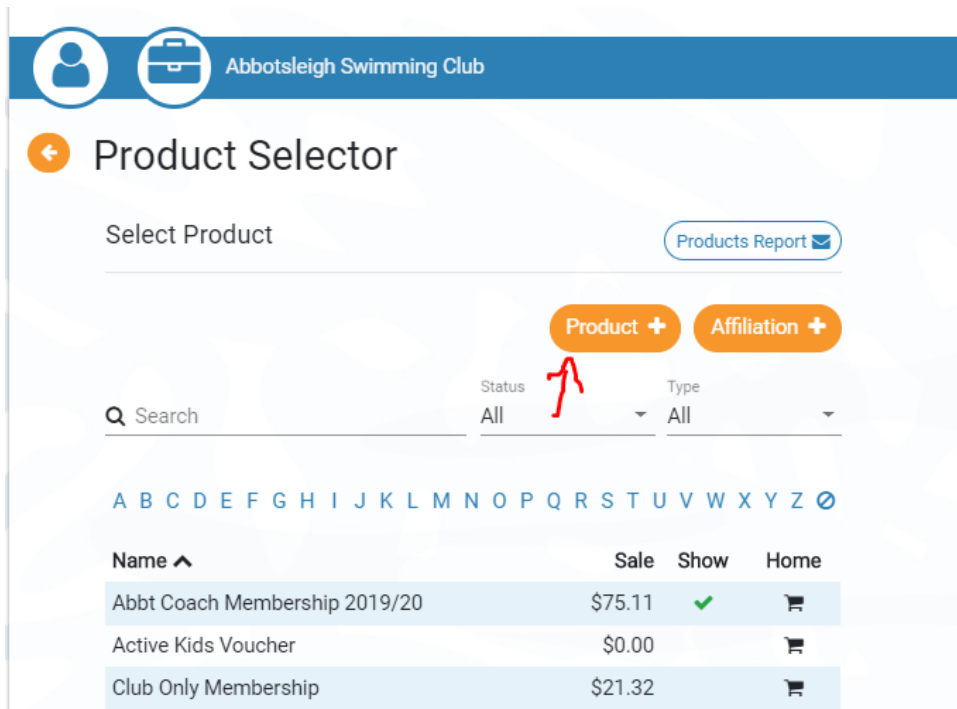 Abbotsleigh Swimming Club
Product Selector
Select Product
Products Report
Product +
Affiliation +
Status
Type
Search
All
All
A B C D E F G H I J K L M N O P Q R S T U V W X Y Z
Name Sale Show Home
Abbt Coach Membership 2019/20 $75.11
Active Kids Voucher $0.00
Club Only Membership $21.32